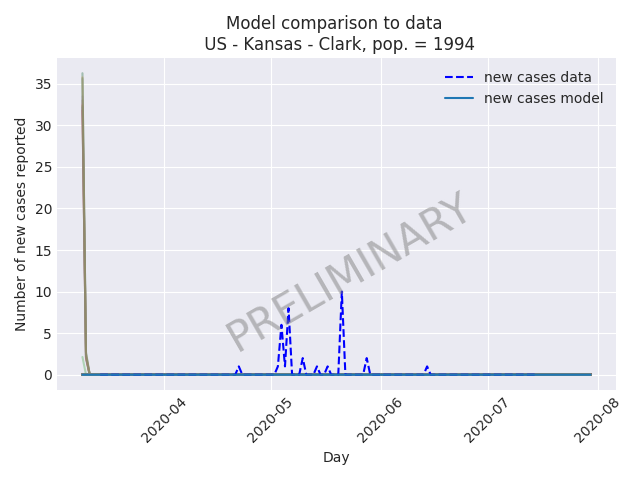 Model comparison to data
US - Kansas - Clark, pop. = 1994
new cases data
new cases model
Number of new cases reported
35
30
25
20
15
10
5
0
PRELIMINARY
2020-04
2020-05
2020-06
2020-07
2020-08
Day